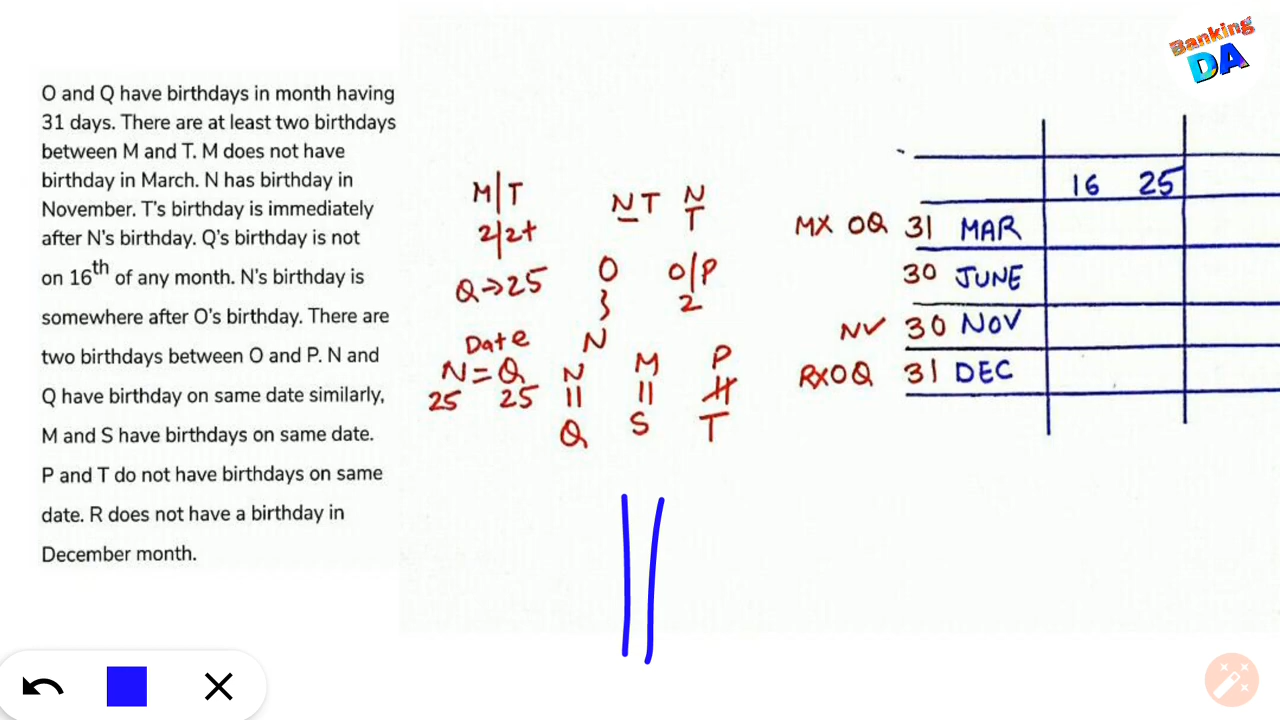 Banking
DA
O and Q have birthdays in month having
31 days. There are at least two birthdays
between M and T. M does not have
birthday in March. N has birthday in
November. T's birthday is immediately
after N's birthday. Q's birthday is not
on 16th of any month. N's birthday is
somewhere after O's birthday. There are
two birthdays between O and P. N and
Q have birthday on same date similarly,
M and S have birthdays on same date.
P and T do not have birthdays on same
date. R does not have a birthday in
December month.
M|T
2|2+
Q→25
Date
N=Q
25 25
N T
N
T
O
N
O/P
2
N
=
Q
M
=
S
P
T
16 25
MX OQ 31 MAR
30 JUNE
N✓ 30 NOV
RX OQ 31 DEC